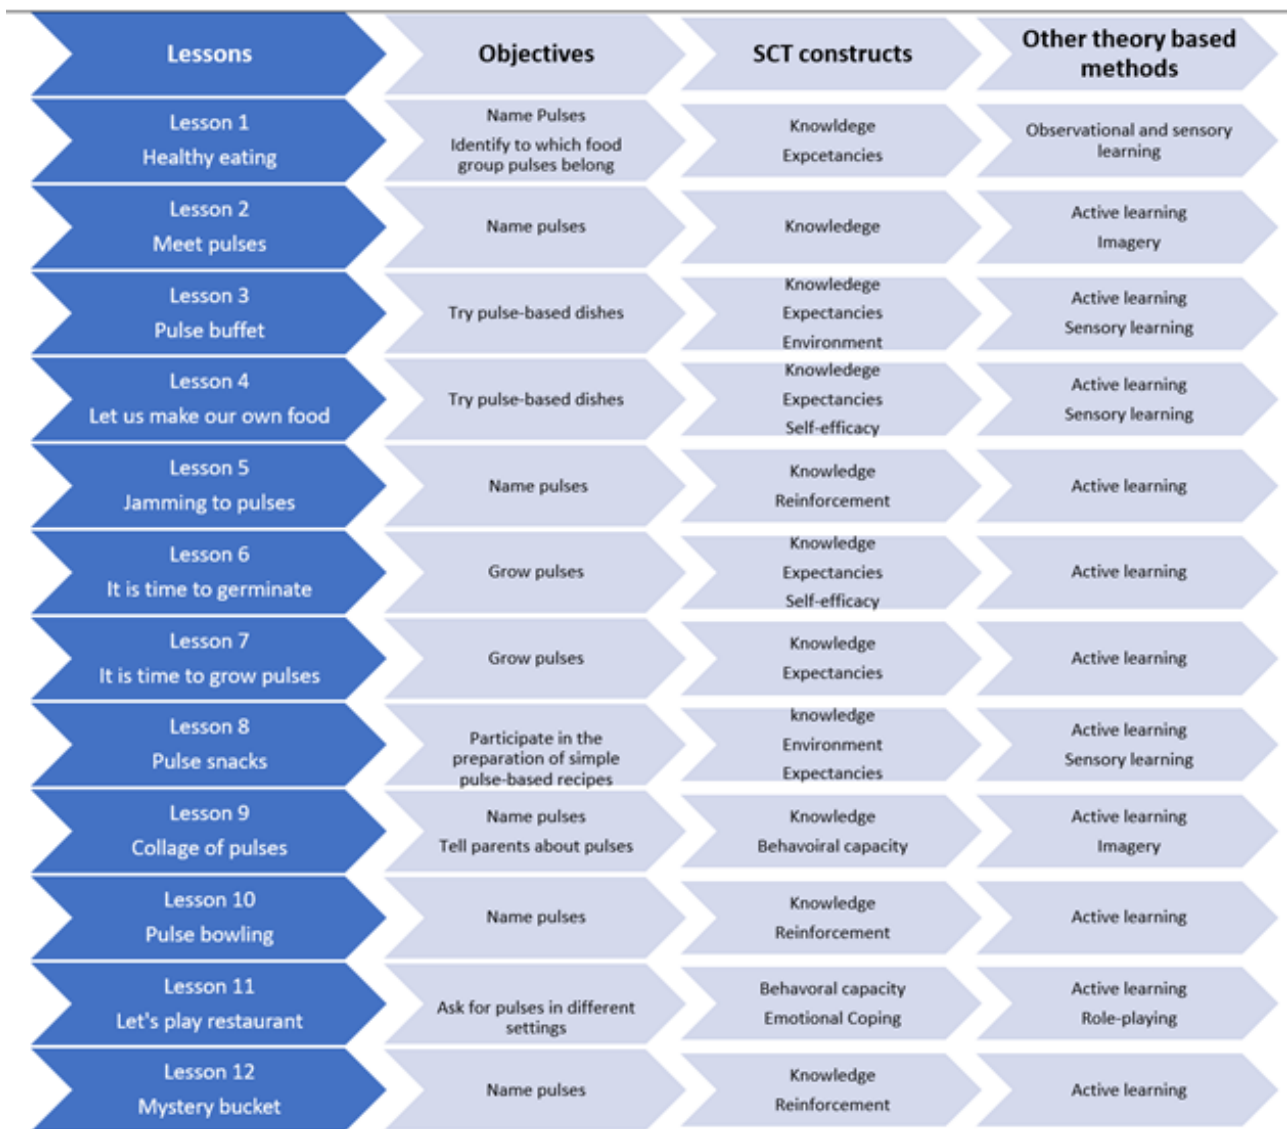 Lessons
Objectives
SCT constructs
Other theory based
methods
Lesson 1
Healthy eating
Name Pulses
Identify to which food
group pulses belong
Knowldege
Expcetancies
Observational and sensory
learning
Lesson 2
Meet pulses
Name pulses
Knowledege
Active learning
Imagery
Lesson 3
Pulse buffet
Try pulse-based dishes
Knowledege
Expectancies
Environment
Active learning
Sensory learning
Lesson 4
Let us make our own food
Try pulse-based dishes
Knowledege
Expectancies
Self-efficacy
Active learning
Sensory learning
Lesson 5
Jamming to pulses
Name pulses
Knowledge
Reinforcement
Active learning
Lesson 6
It is time to germinate
Grow pulses
Knowledge
Expectancies
Self-efficacy
Active learning
Lesson 7
It is time to grow pulses
Grow pulses
Knowledge
Expectancies
Active learning
Lesson 8
Pulse snacks
Participate in the
preparation of simple
pulse-based recipes
knowledge
Environment
Expectancies
Active learning
Sensory learning
Lesson 9
Collage of pulses
Name pulses
Tell parents about pulses
Knowledge
Behavoiral capacity
Active learning
Imagery
Lesson 10
Pulse bowling
Name pulses
Knowledge
Reinforcement
Active learning
Lesson 11
Let's play restaurant
Ask for pulses in different
settings
Behavoral capacity
Emotional Coping
Active learning
Role-playing
Lesson 12
Mystery bucket
Name pulses
Knowledge
Reinforcement
Active learning